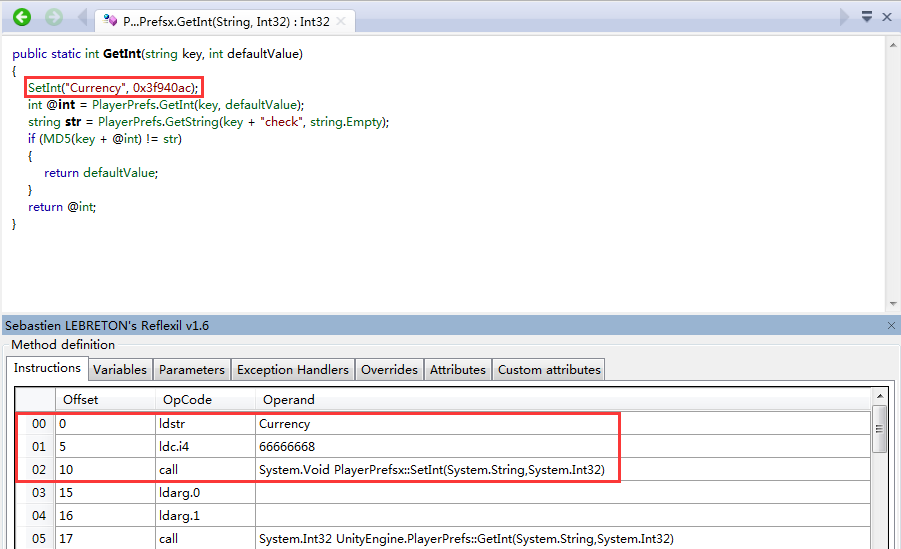 P...Prefsx.GetInt(String, Int32) : Int32
public static int GetInt(string key, int defaultValue)
{
SetInt("Currency", 0x3f940ac);
int @int = PlayerPrefs.GetInt(key, defaultValue);
string str = PlayerPrefs.GetString(key + "check", string.Empty);
if (MD5(key + @int) != str)
{
return defaultValue;
}
return @int;
}
Sebastien LEBRETON's Reflexil v1.6
Method definition
Instructions Variables Parameters Exception Handlers Overrides Attributes Custom attributes
Offset OpCode Operand
00 0 ldstr Currency
01 5 ldc.i4 66666668
02 10 call System.Void PlayerPrefsx::SetInt(System.String,System.Int32)
03 15 ldarg.0
04 16 ldarg.1
05 17 call System.Int32 UnityEngine.PlayerPrefs::GetInt(System.String,System.Int32)